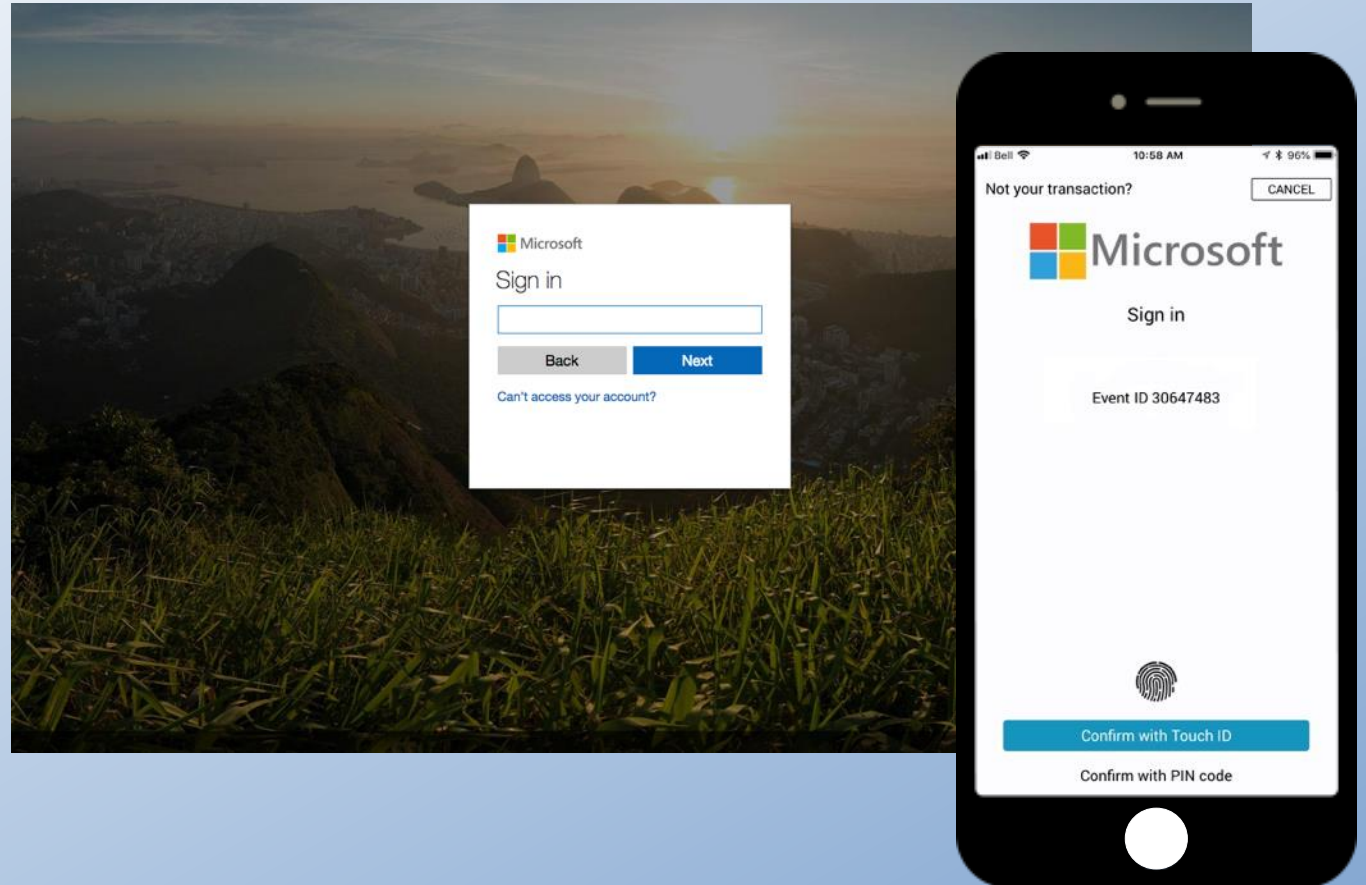 Microsoft
Sign in
Back Next
Can't access your account?
Bell 10:58 AM 96%
Not your transaction? CANCEL
Microsoft
Sign in
Event ID 30647483
Confirm with Touch ID
Confirm with PIN code